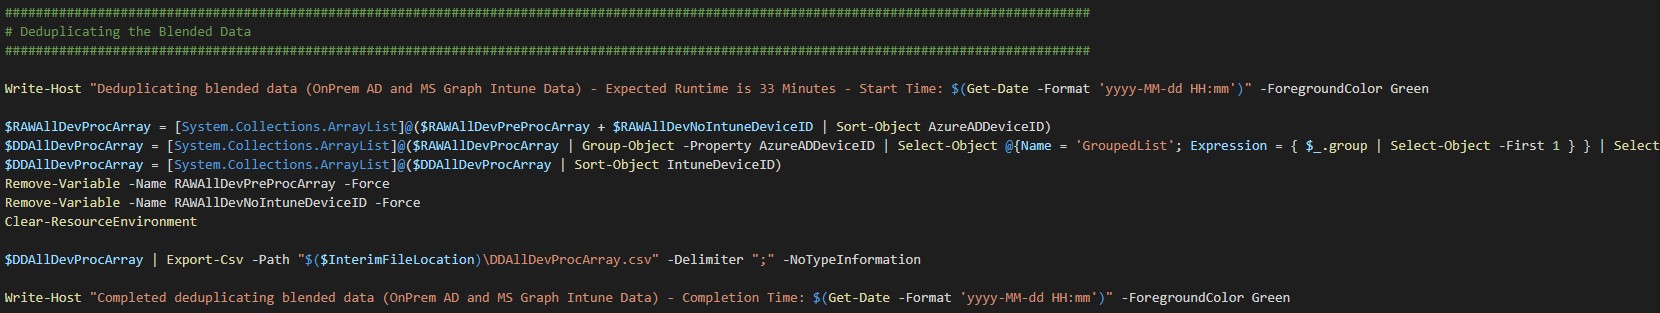 #############################################################################################################################################
# Deduplicating the Blended Data
#############################################################################################################################################
Write-Host "Deduplicating blended data (OnPrem AD and MS Graph Intune Data) - Expected Runtime is 33 Minutes - Start Time: $(Get-Date -Format 'yyyy-MM-dd HH:mm')" -ForegroundColor Green
$RAWAllDevProcArray = [System.Collections.ArrayList]@($RAWAllDevPreProcArray + $RAWAllDevNoIntuneDeviceID | Sort-Object AzureADDeviceID)
$DDAllDevProcArray = [System.Collections.ArrayList]@($RAWAllDevProcArray | Group-Object -Property AzureADDeviceID | Select-Object @{Name = 'GroupedList'; Expression = { $_.group | Select-Object -First 1 } } | Select
$DDAllDevProcArray = [System.Collections.ArrayList]@($DDAllDevProcArray | Sort-Object IntuneDeviceID)
Remove-Variable -Name RAWAllDevPreProcArray -Force
Remove-Variable -Name RAWAllDevNoIntuneDeviceID -Force
Clear-ResourceEnvironment
$DDAllDevProcArray | Export-Csv -Path "$($InterimFileLocation)\DDAllDevProcArray.csv" -Delimiter ";" -NoTypeInformation
Write-Host "Completed deduplicating blended data (OnPrem AD and MS Graph Intune Data) - Completion Time: $(Get-Date -Format 'yyyy-MM-dd HH:mm')" -ForegroundColor Green